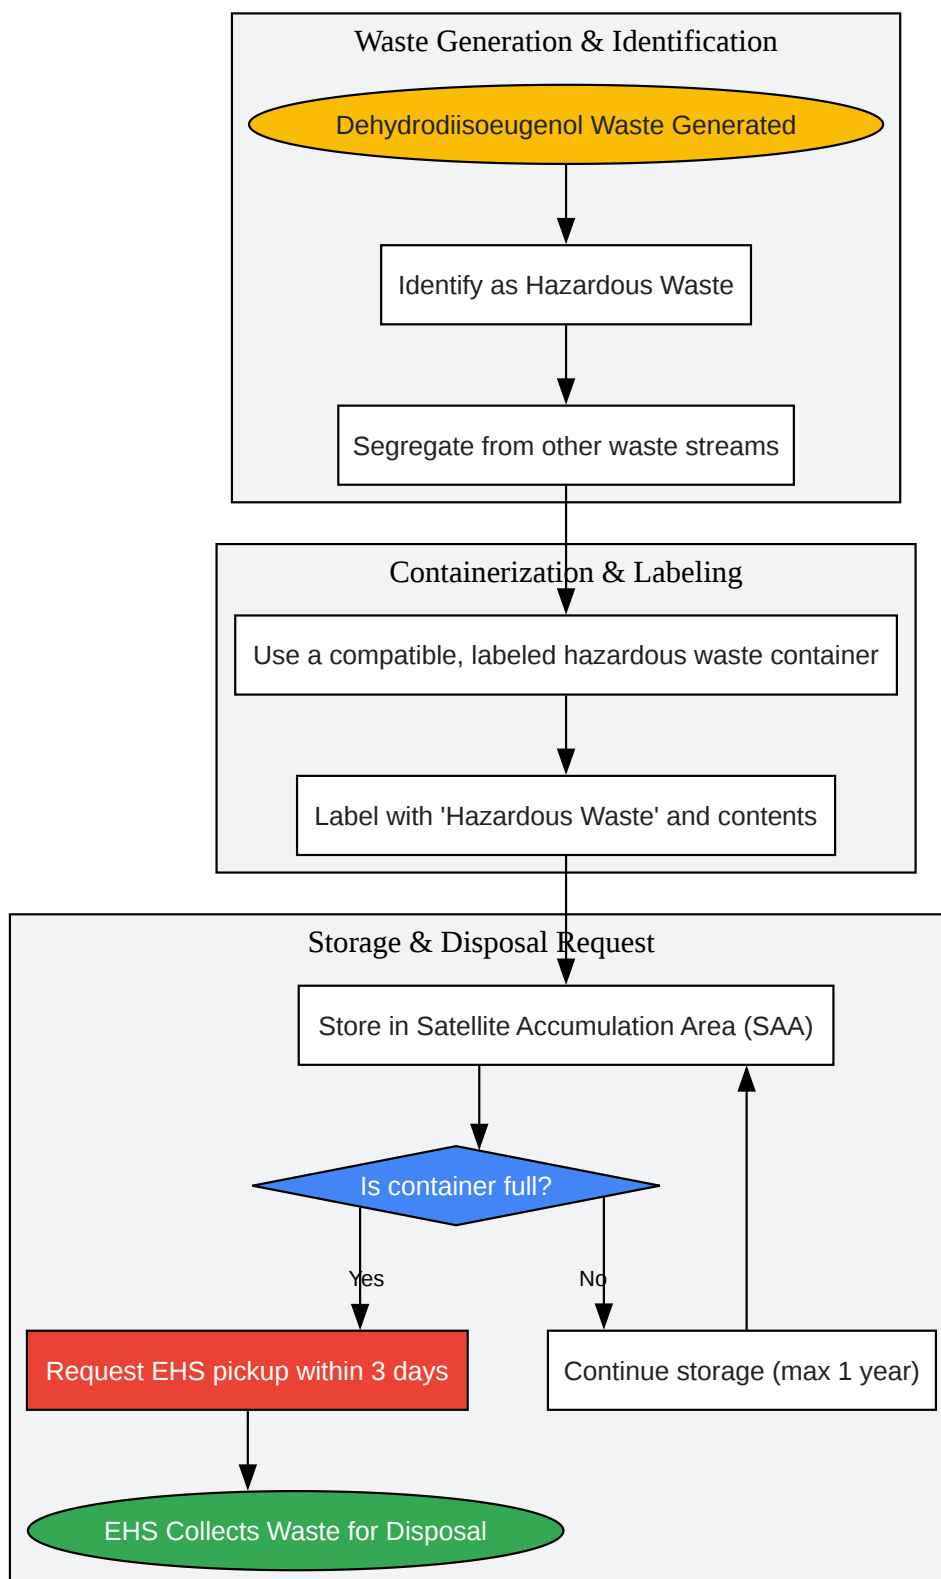 Waste Generation & Identification
Dehydrodiisoeugenol Waste Generated
Identify as Hazardous Waste
Segregate from other waste streams
Containerization & Labeling
Use a compatible, labeled hazardous waste container
Label with 'Hazardous Waste' and contents
Storage & Disposal Request
Store in Satellite Accumulation Area (SAA)
Is container full?
Yes
No
Request EHS pickup within 3 days
Continue storage (max 1 year)
EHS Collects Waste for Disposal